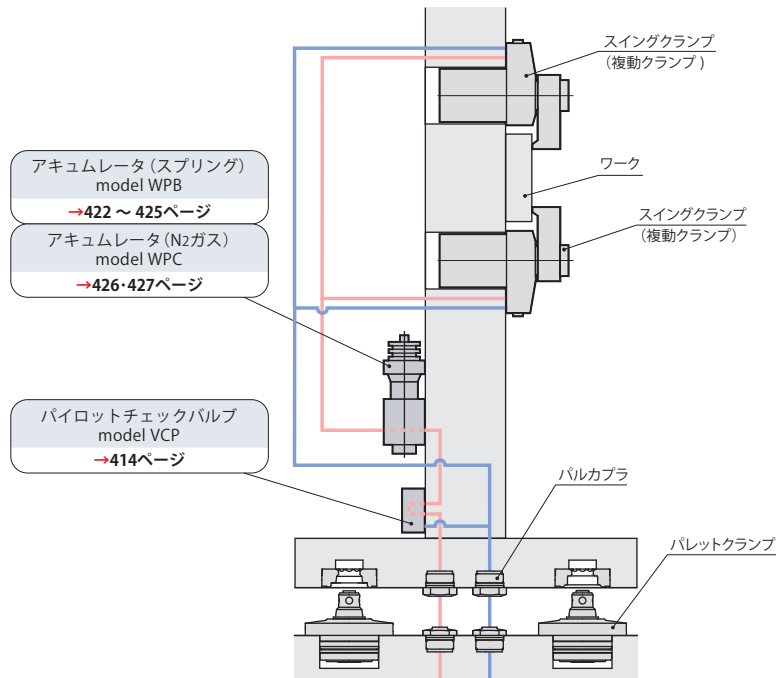 スイングクランプ
(複動クランプ)
アキュムレータ(スプリング)
model WPB
→422 ～ 425ページ
アキュムレータ(N2ガス)
model WPC
→426・427ページ
ワーク
スイングクランプ
(複動クランプ)
パイロットチェックバルブ
model VCP
→414ページ
パルカプラ
パレットクランプ